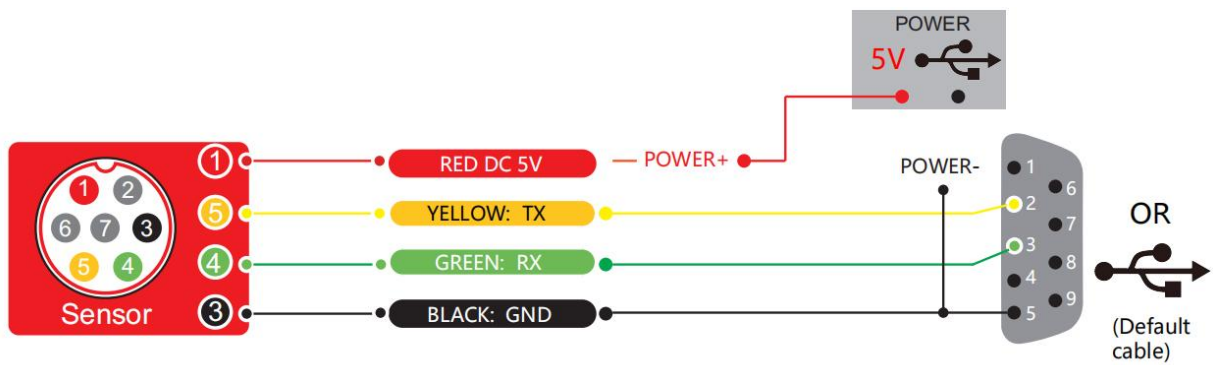 POWER
5V
1 RED DC 5V POWER+ POWER- 1
6
1 2 5 YELLOW: TX 2
OR
7
6 7 3 4 GREEN: RX 3
8
5 4 4
9
Sensor 3 BLACK: GND 5
(Default
cable)